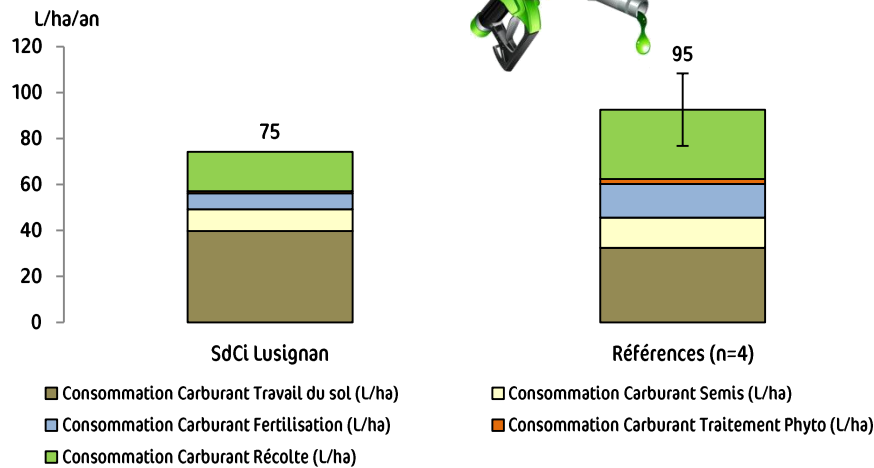 L/ha/an
120
100
80
60
40
20
0
75
95
SdCi Lusignan
Références (n=4)
Consommation Carburant Travail du sol (L/ha)
Consommation Carburant Semis (L/ha)
Consommation Carburant Fertilisation (L/ha)
Consommation Carburant Traitement Phyto (L/ha)
Consommation Carburant Récolte (L/ha)